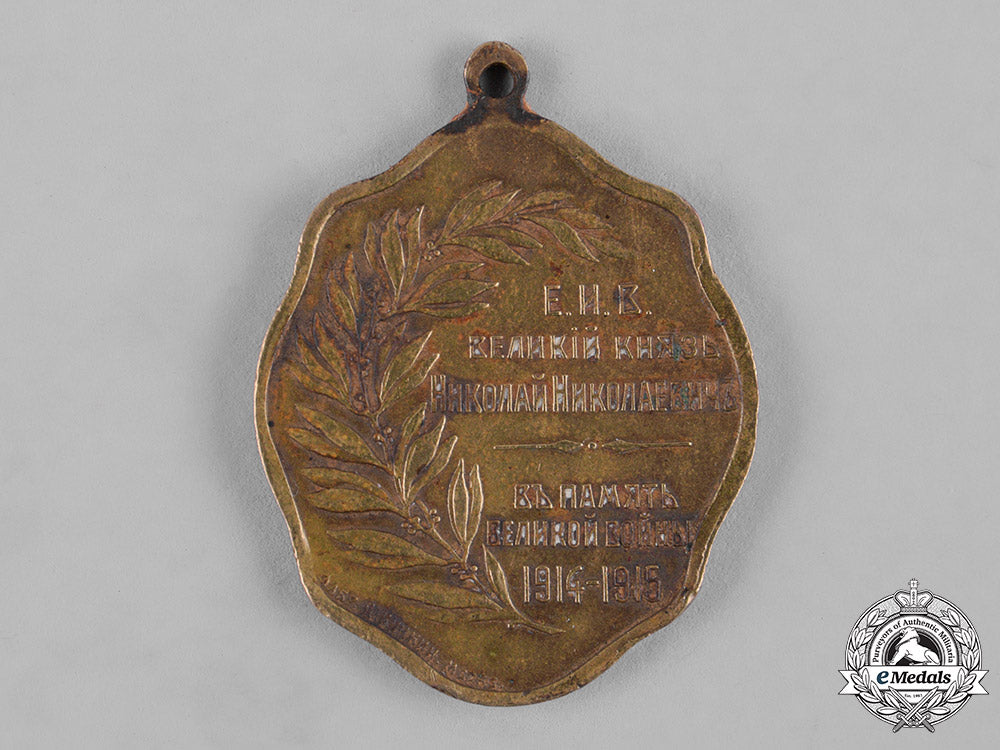 Е.И.В.
ВЕЛИКІЙ КНЯЗЬ
НИКОЛАЙ НИКОЛАЕВИЧЪ
ВЪ ПАМЯТЬ
ВЕЛИКОЙ ВОЙНЫ
1914-1915
Purveyors of Authentic Militaria
eMedals